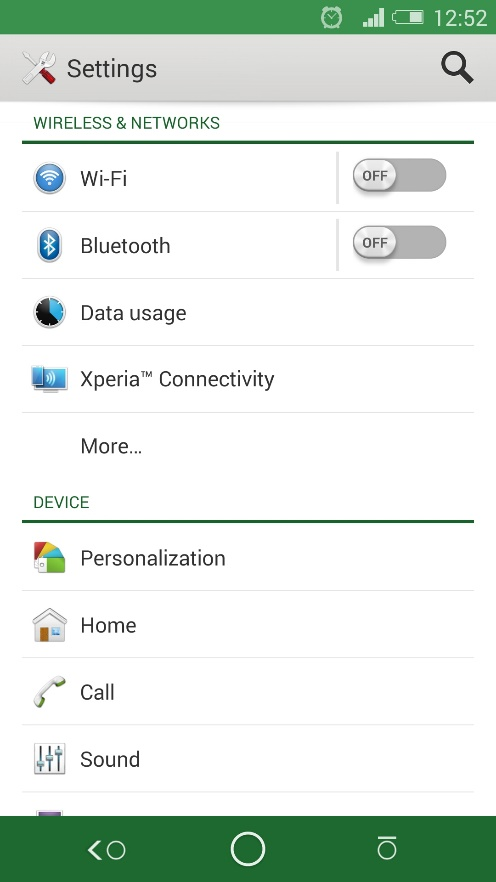 12:52
Settings
WIRELESS & NETWORKS
Wi-Fi
OFF
Bluetooth
OFF
Data usage
Xperia™ Connectivity
More...
DEVICE
Personalization
Home
Call
Sound